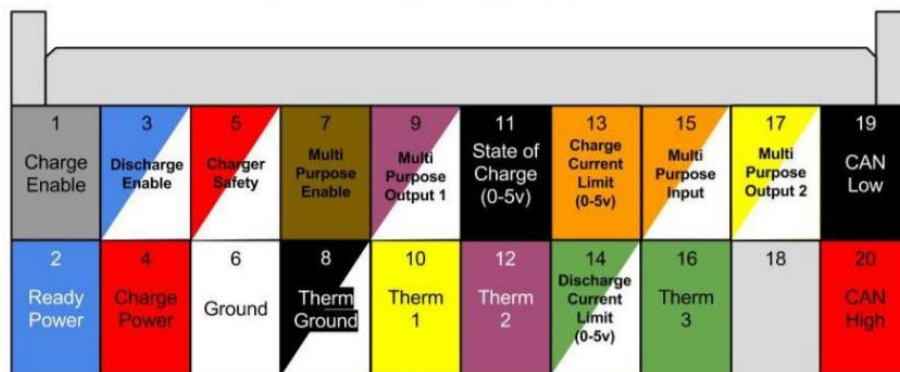 1
Charge
Enable
3
Discharge
Enable
5
Charger
Safety
7
Multi
Purpose
Enable
9
Multi
Purpose
Output 1
11
State of
Charge
(0-5v)
13
Charge
Current
Limit
(0-5v)
15
Multi
Purpose
Input
17
Multi
Purpose
Output 2
19
CAN
Low
2
Ready
Power
4
Charge
Power
6
Ground
8
Therm
Ground
10
Therm
1
12
Therm
2
14
Discharge
Current
Limit
(0-5v)
16
Therm
3
18
20
CAN
High